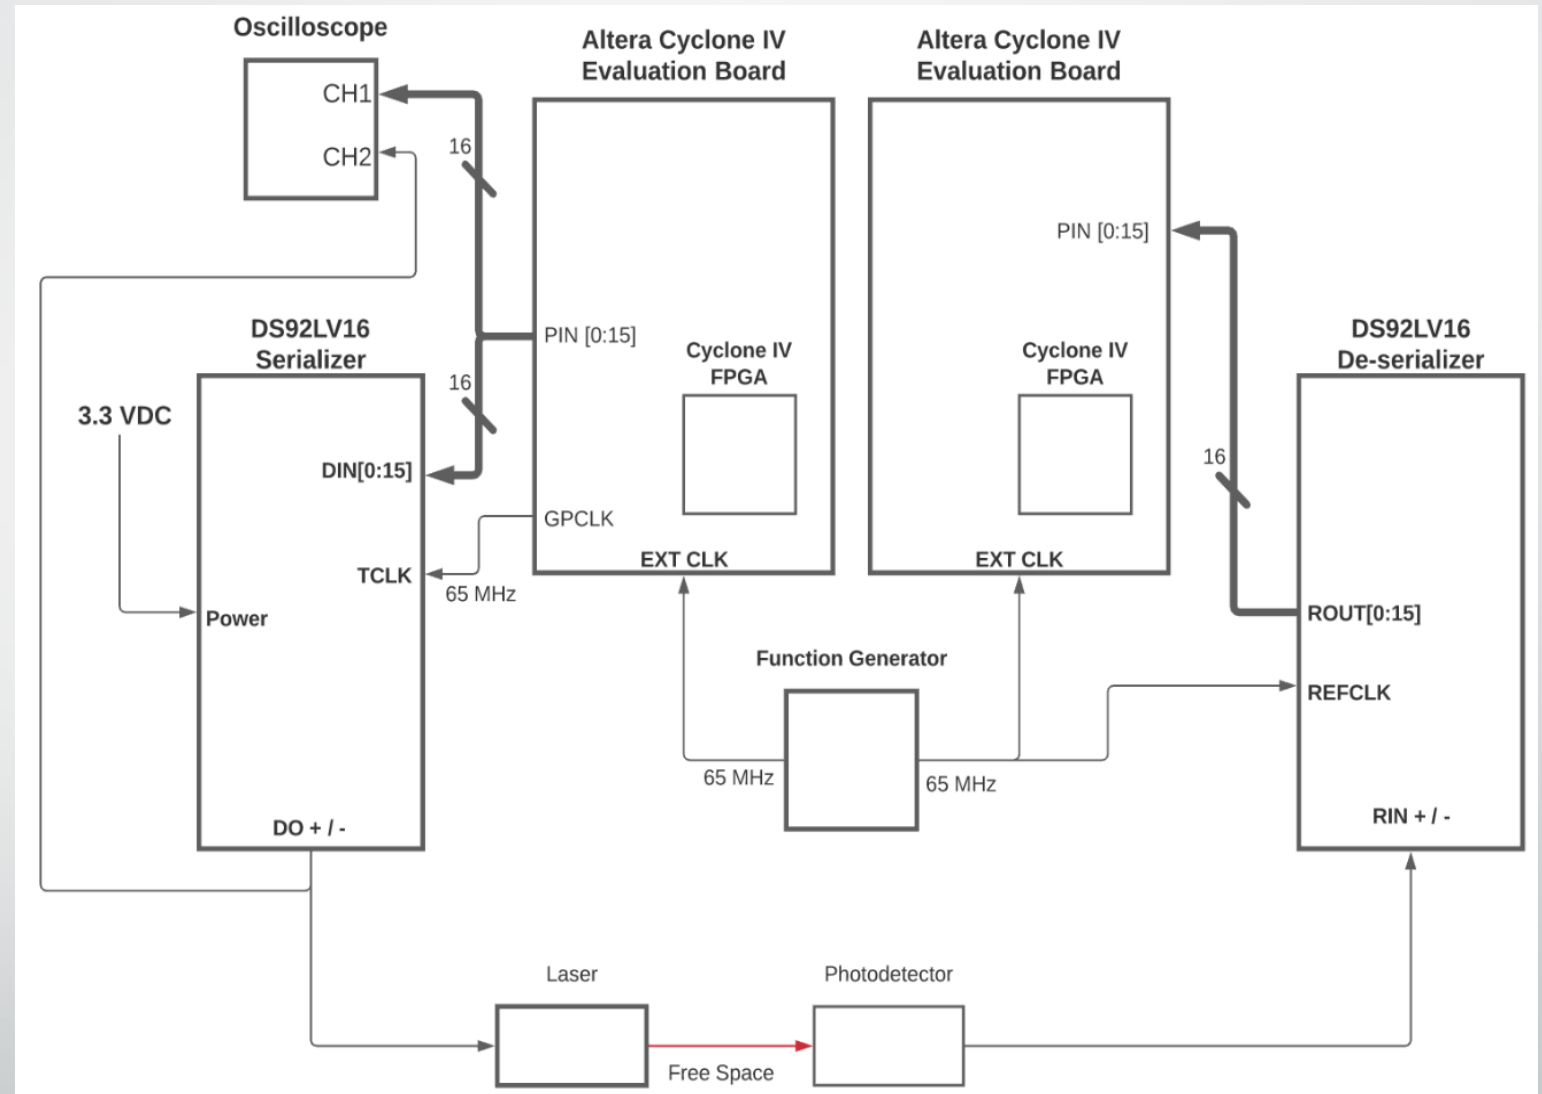 Oscilloscope
CH1
CH2
Altera Cyclone IV
Evaluation Board
Altera Cyclone IV
Evaluation Board
16
PIN [0:15]
PIN [0:15]
DS92LV16
Serializer
3.3 VDC
16
DIN[0:15]
Cyclone IV
FPGA
Cyclone IV
FPGA
DS92LV16
De-serializer
16
GPCLK
EXT CLK
EXT CLK
TCLK
65 MHz
Power
ROUT[0:15]
Function Generator
REFCLK
65 MHz
65 MHz
DO + / -
RIN + / -
Laser
Photodetector
Free Space